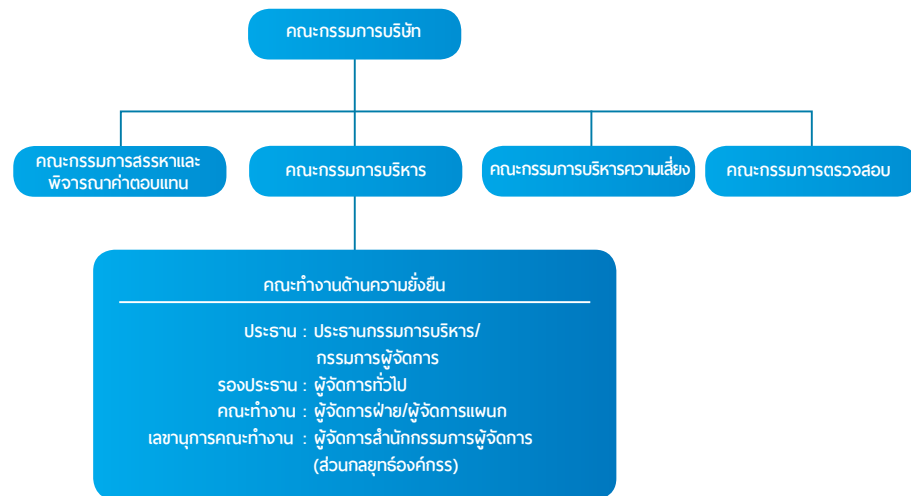 คณะกรรมการบริษัท
คณะกรรมการสรรหาและ
พิจารณาค่าตอบแทน
คณะกรรมการบริหาร
คณะกรรมการบริหารความเสี่ยง
คณะกรรมการตรวจสอบ
คณะทำงานด้านความยั่งยืน
ประธาน : ประธานกรรมการบริหาร/
กรรมการผู้จัดการ
รองประธาน : ผู้จัดการทั่วไป
คณะทำงาน : ผู้จัดการฝ่าย/ผู้จัดการแผนก
เลขานุการคณะทำงาน : ผู้จัดการสำนักกรรมการผู้จัดการ
(ส่วนกลยุทธ์องค์กรร)